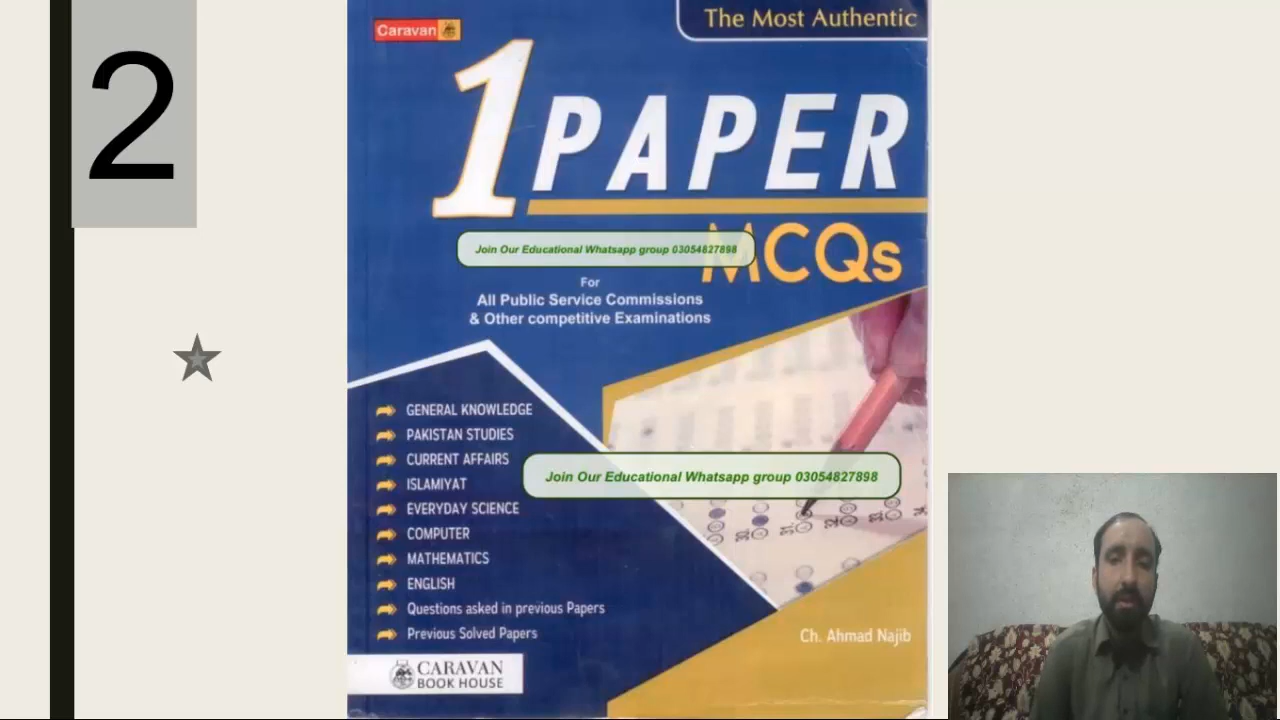 2
Caravan
The Most Authentic
1 PAPER
MCQs
Join Our Educational Whatsapp group 03054827898
For
All Public Service Commissions
& Other competitive Examinations
GENERAL KNOWLEDGE
PAKISTAN STUDIES
CURRENT AFFAIRS
ISLAMIYAT
EVERYDAY SCIENCE
COMPUTER
MATHEMATICS
ENGLISH
Questions asked in previous Papers
Previous Solved Papers
Join Our Educational Whatsapp group 03054827898
Ch. Ahmad Najib
CARAVAN
BOOK HOUSE